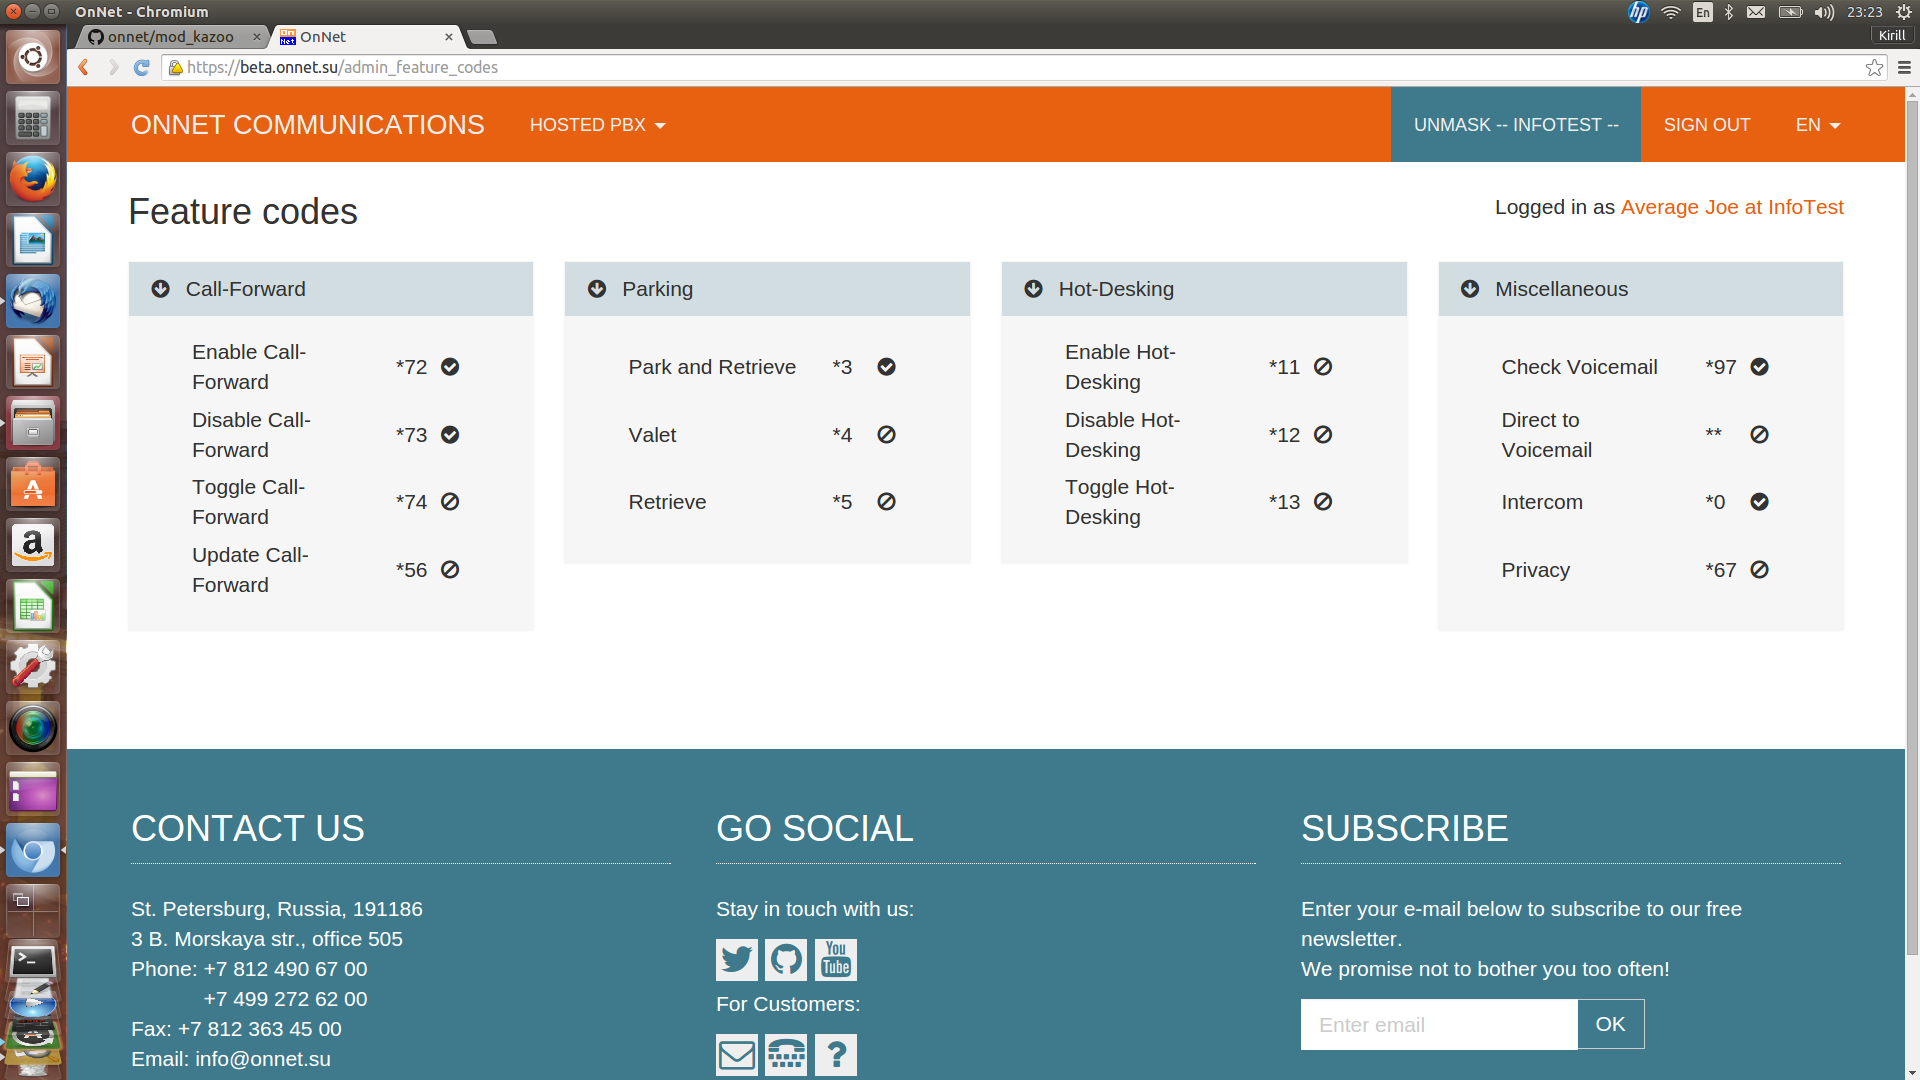 OnNet - Chromium
En
23:23
onnet/mod_kazoo
OnNet
Kirill
https://beta.onnet.su/admin_feature_codes
ONNET COMMUNICATIONS
HOSTED PBX
UNMASK -- INFOTEST --
SIGN OUT
EN
Feature codes
Logged in as Average Joe at InfoTest
Call-Forward
Enable Call-
Forward
*72
Disable Call-
Forward
*73
Toggle Call-
Forward
*74
Update Call-
Forward
*56
Parking
Park and Retrieve *3
Valet *4
Retrieve *5
Hot-Desking
Enable Hot-
Desking
*11
Disable Hot-
Desking
*12
Toggle Hot-
Desking
*13
Miscellaneous
Check Voicemail *97
Direct to
Voicemail
**
Intercom *0
Privacy *67
CONTACT US
St. Petersburg, Russia, 191186
3 B. Morskaya str., office 505
Phone: +7 812 490 67 00
+7 499 272 62 00
Fax: +7 812 363 45 00
Email: info@onnet.su
GO SOCIAL
Stay in touch with us:
You
Tube
For Customers:
?
SUBSCRIBE
Enter your e-mail below to subscribe to our free
newsletter.
We promise not to bother you too often!
Enter email
OK